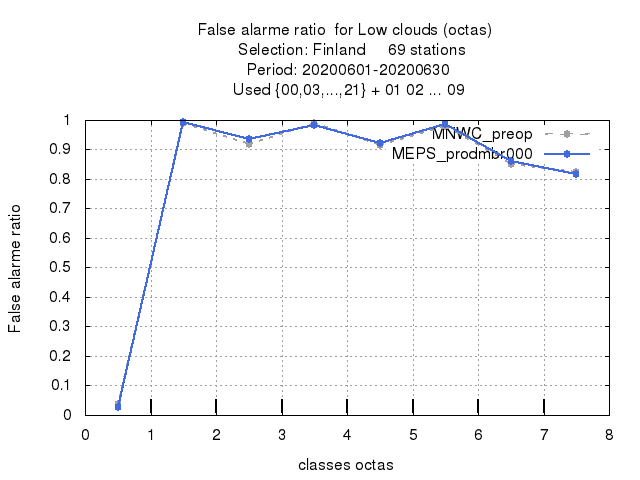 False alarme ratio  for Low clouds (octas)
Selection: Finland     69 stations
Period: 20200601-20200630
Used {00,03,...,21} + 01 02 ... 09
MNWC_preop
MEPS_prodmbr000
1
0.9
0.8
0.7
0.6
0.5
0.4
0.3
0.2
0.1
0
False alarme ratio
0 1 2 3 4 5 6 7 8
classes octas